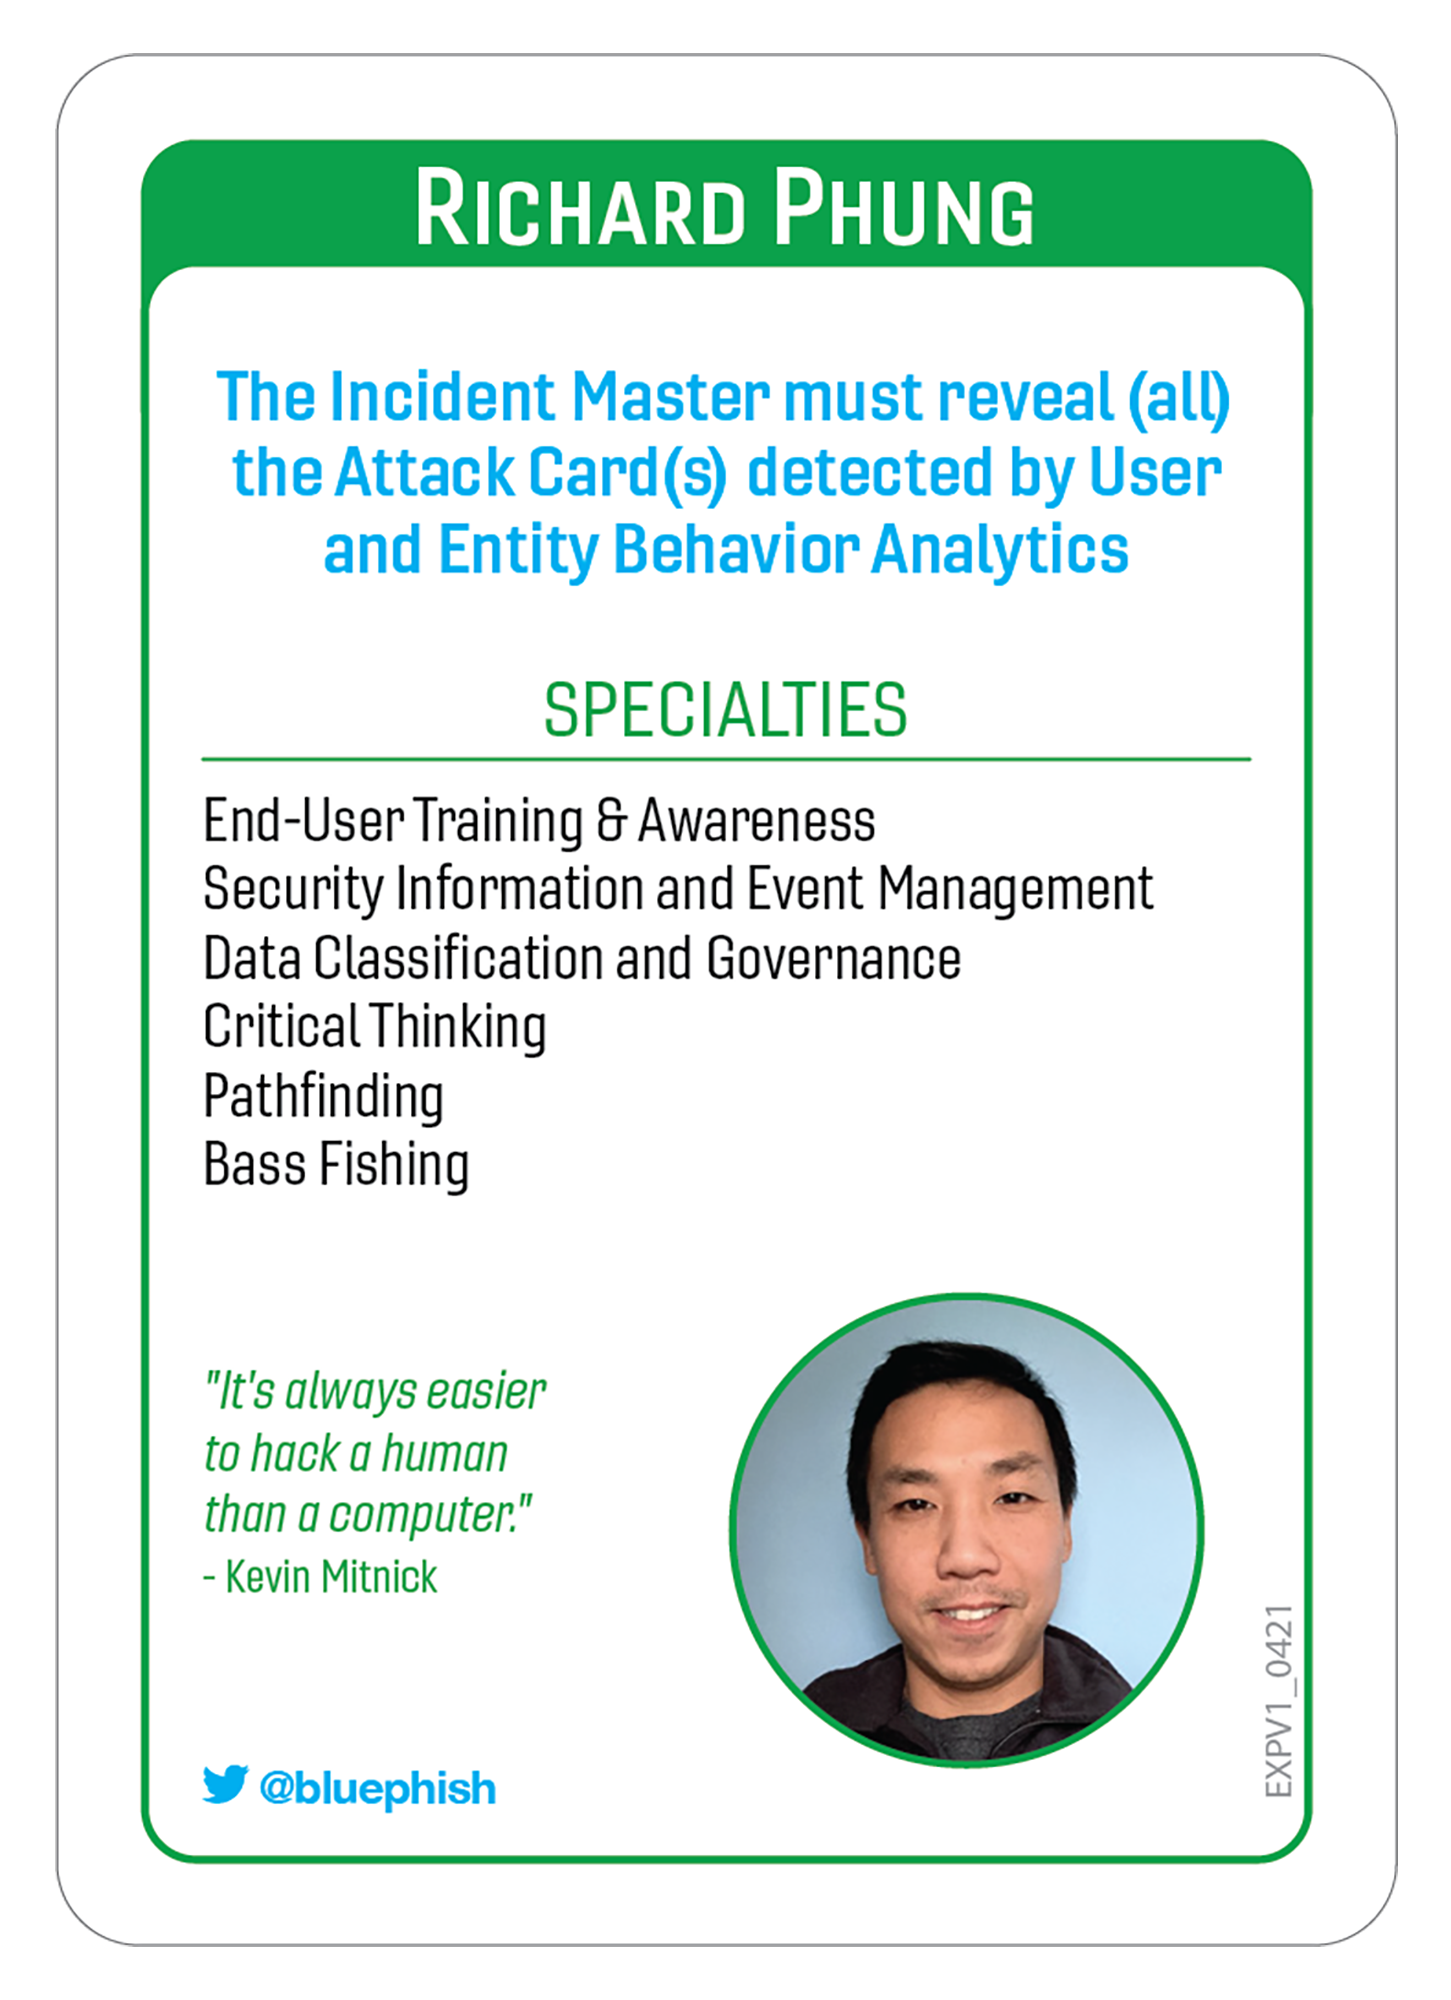 Richard Phung
The Incident Master must reveal (all)
the Attack Card(s) detected by User
and Entity Behavior Analytics
SPECIALTIES
End-User Training & Awareness
Security Information and Event Management
Data Classification and Governance
Critical Thinking
Pathfinding
Bass Fishing
"It's always easier
to hack a human
than a computer."
- Kevin Mitnick
@bluephish
EXPV1_0421